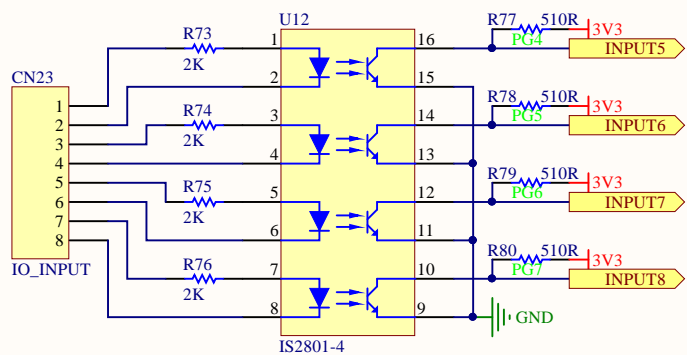 U12
R77 510R
3V3
R73
1
16
PG4
INPUT5
2K
CN23
2
15
1
R78 510R
3V3
2
R74
3
14
PG5
INPUT6
3
2K
4
4
13
5
R75
R79 510R
3V3
6
5
12
PG6
INPUT7
7
2K
8
6
11
IO_INPUT
R76
R80 510R
3V3
7
10
PG7
INPUT8
2K
8
9
GND
IS2801-4